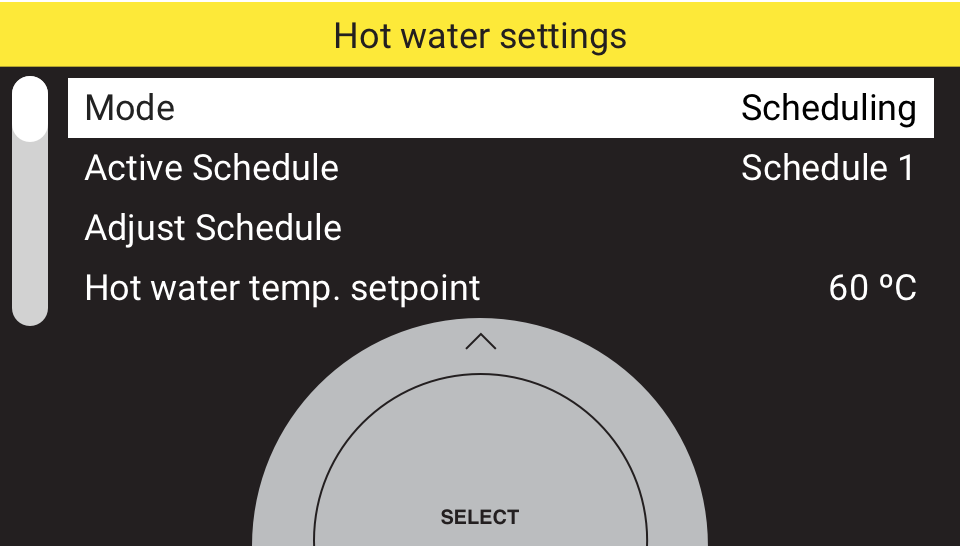 Hot water settings
Mode Scheduling
Active Schedule Schedule 1
Adjust Schedule
Hot water temp. setpoint 60 ºC
SELECT